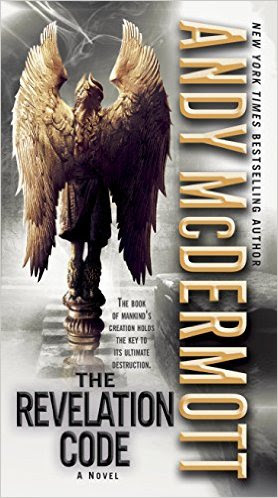 NEW YORK TIMES BESTSELLING AUTHOR
ANDY MCDERMOTT
THE BOOK
OF MANKIND'S
CREATION HOLDS
THE KEY TO
ITS ULTIMATE
DESTRUCTION.
THE
REVELATION
CODE
A NOVEL